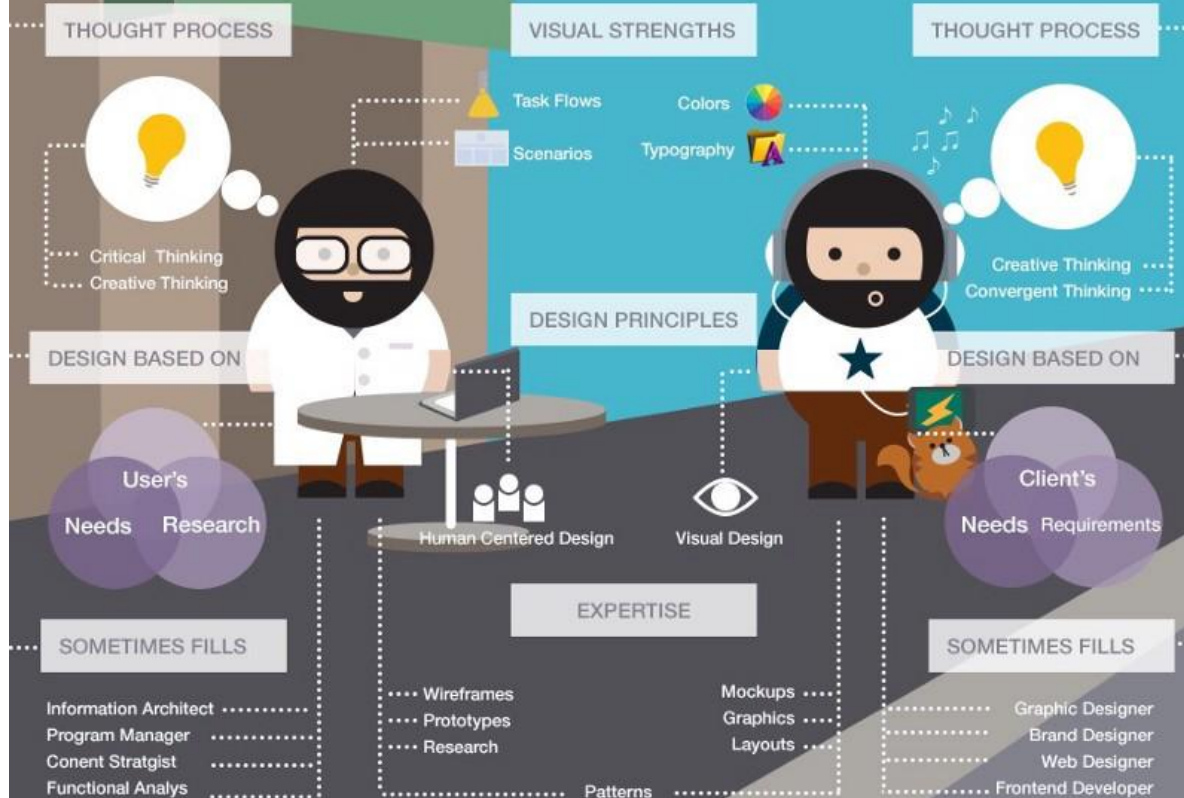 THOUGHT PROCESS
VISUAL STRENGTHS
THOUGHT PROCESS
Task Flows
Scenarios
Colors
Typography
A
Critical Thinking
Creative Thinking
Creative Thinking
Convergent Thinking
DESIGN PRINCIPLES
DESIGN BASED ON
DESIGN BASED ON
User's
Needs
Research
Human Centered Design
Visual Design
Client's
Needs
Requirements
EXPERTISE
SOMETIMES FILLS
SOMETIMES FILLS
Information Architect
Program Manager
Conent Stratgist
Functional Analys
Wireframes
Prototypes
Research
Mockups
Graphics
Layouts
Patterns
Graphic Designer
Brand Designer
Web Designer
Frontend Developer